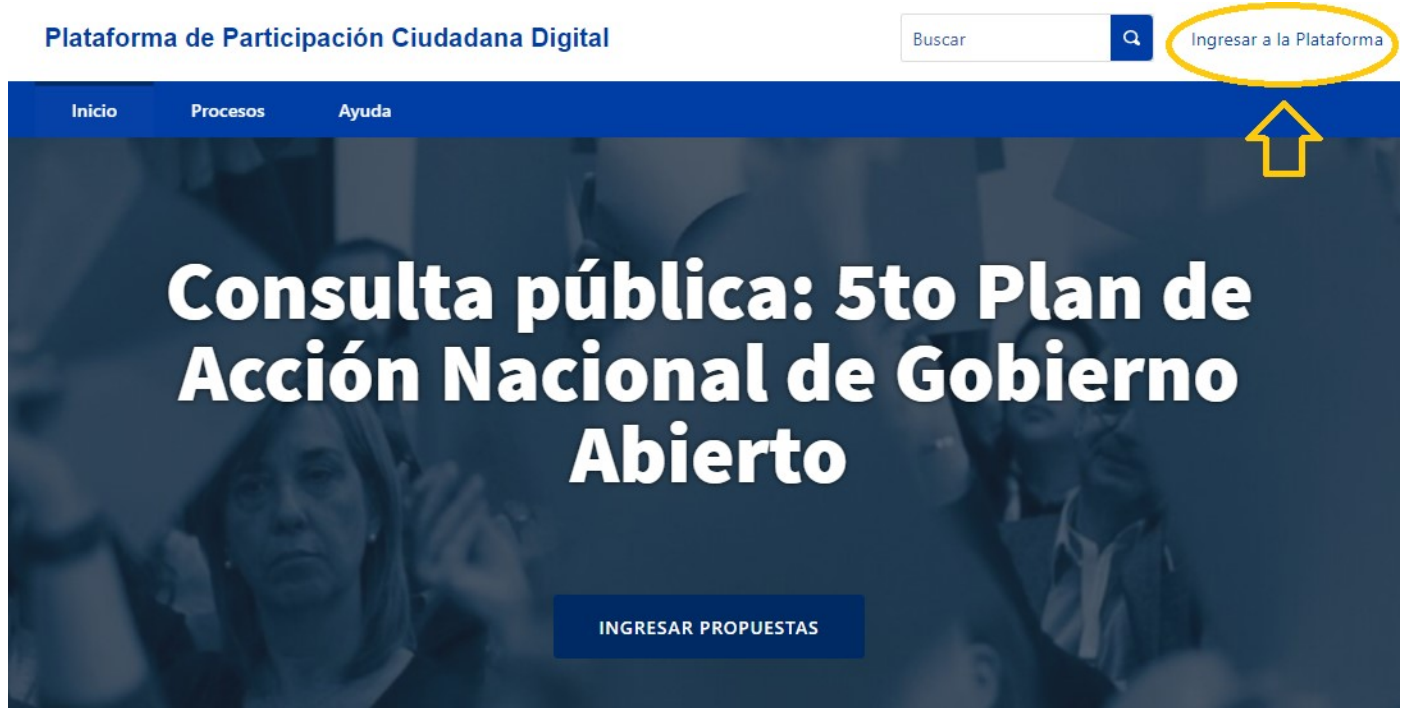 Plataforma de Participación Ciudadana Digital
Buscar
Ingresar a la Plataforma
Inicio
Procesos
Ayuda
Consulta pública: 5to Plan de
Acción Nacional de Gobierno
Abierto
INGRESAR PROPUESTAS